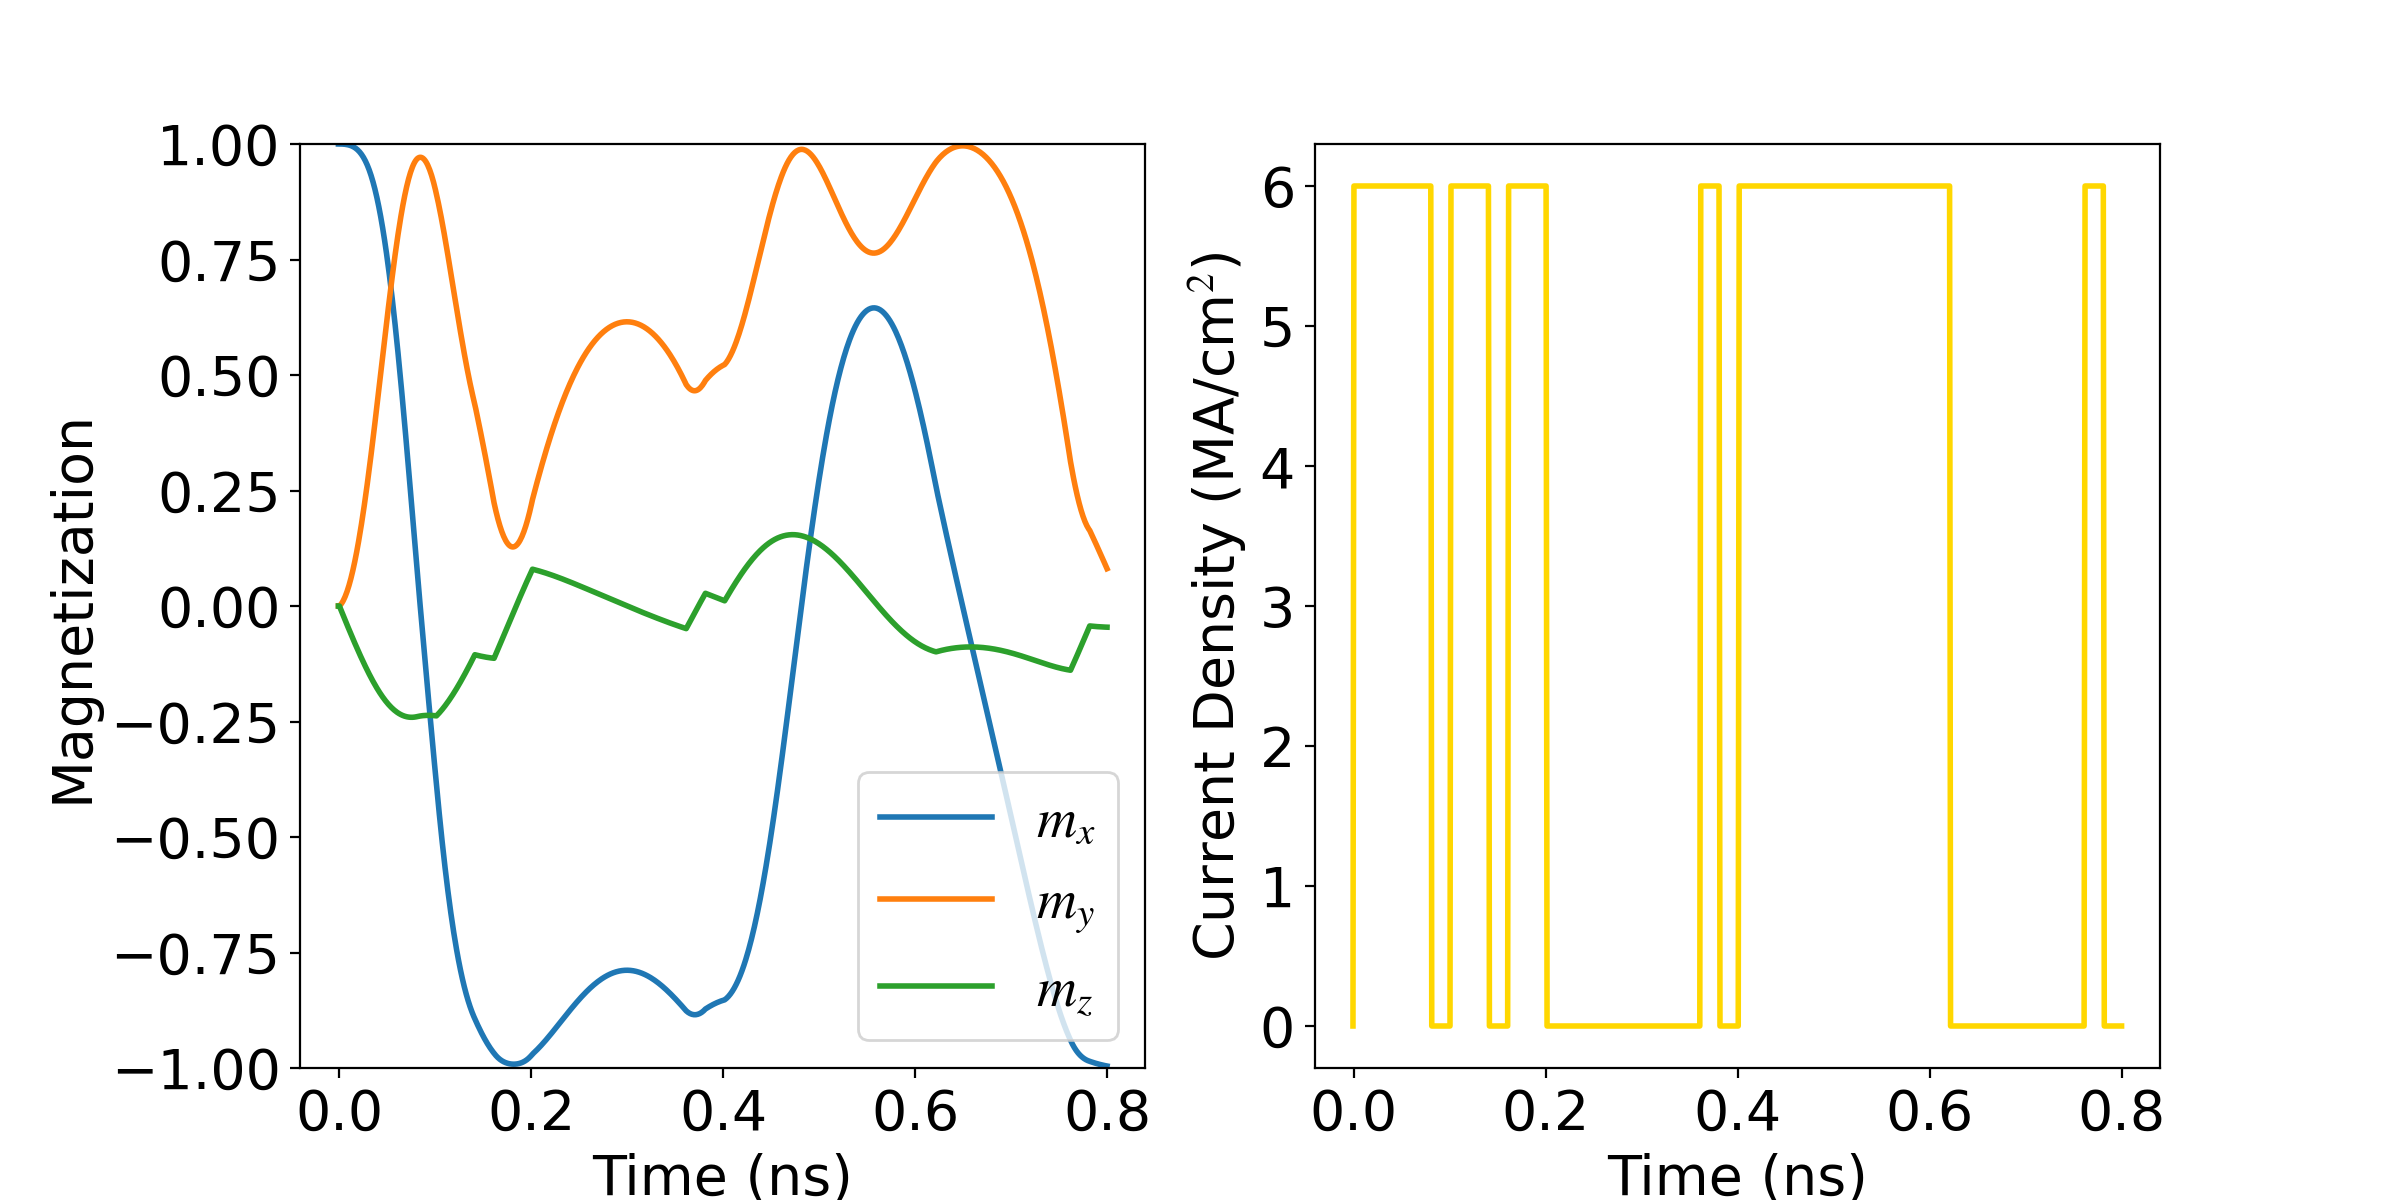 Magnetization
1.00
0.75
0.50
0.25
0.00
−0.25
−0.50
−0.75
−1.00
0.0 0.2 0.4 0.6 0.8
Time (ns)
m_x
m_y
m_z
Current Density (MA/cm²)
6
5
4
3
2
1
0
0.0 0.2 0.4 0.6 0.8
Time (ns)